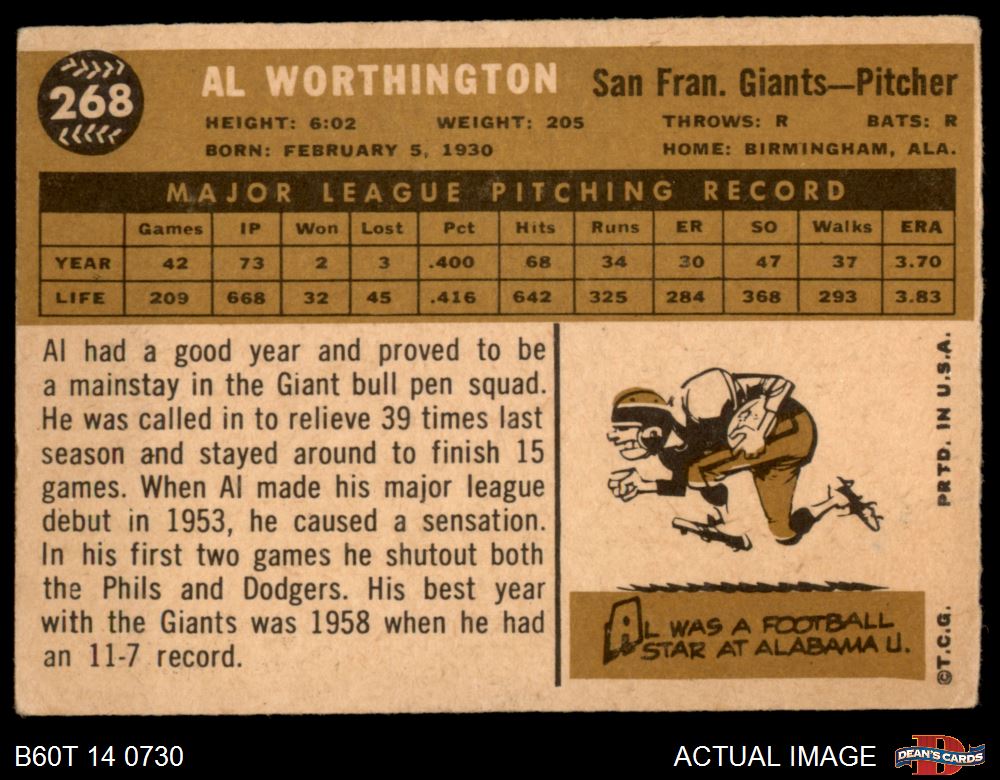 268
AL WORTHINGTON San Fran. Giants—Pitcher
HEIGHT: 6:02 WEIGHT: 205 THROWS: R BATS: R
BORN: FEBRUARY 5, 1930 HOME: BIRMINGHAM, ALA.
MAJOR LEAGUE PITCHING RECORD
Games IP Won Lost Pct Hits Runs ER SO Walks ERA
YEAR 42 73 2 3 .400 68 34 30 47 37 3.70
LIFE 209 668 32 45 .416 642 325 284 368 293 3.83
Al had a good year and proved to be
a mainstay in the Giant bull pen squad.
He was called in to relieve 39 times last
season and stayed around to finish 15
games. When Al made his major league
debut in 1953, he caused a sensation.
In his first two games he shutout both
the Phils and Dodgers. His best year
with the Giants was 1958 when he had
an 11-7 record.
AL WAS A FOOTBALL
STAR AT ALABAMA U.
©T.C.G. PRTD. IN U.S.A.
B60T 14 0730 ACTUAL IMAGE DEAN'S CARDS